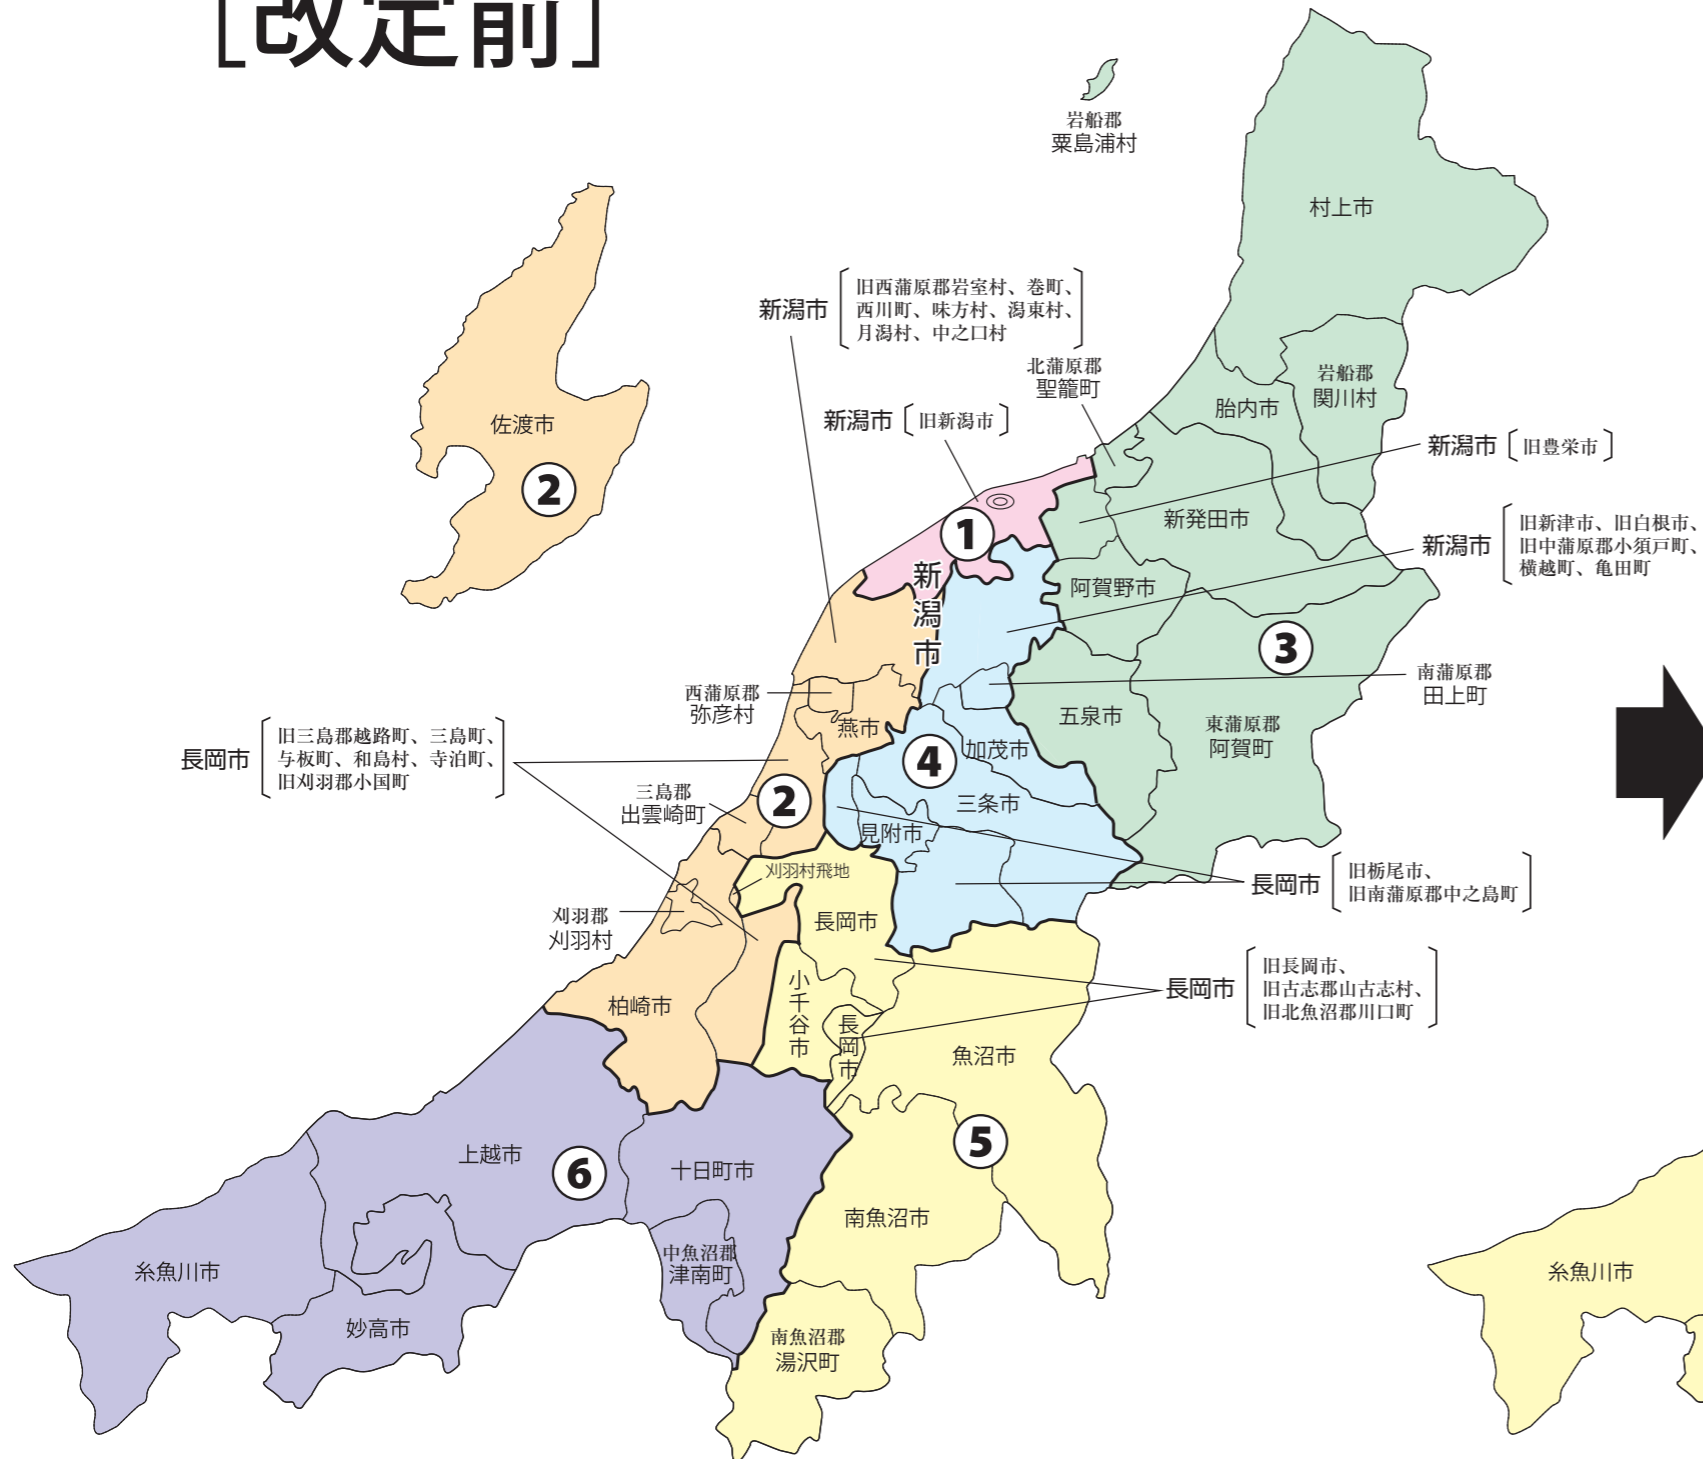 ［改定前］
岩船郡
粟島浦村
村上市
新潟市
旧西蒲原郡岩室村、巻町、
西川町、味方村、潟東村、
月潟村、中之口村
北蒲原郡
聖籠町
岩船郡
関川村
胎内市
新潟市
旧新潟市
新潟市
旧豊栄市
佐渡市
2
1
新発田市
新潟市
旧新津市、旧白根市、
旧中蒲原郡小須戸町、
横越町、亀田町
新潟市
阿賀野市
3
南蒲原郡
田上町
西蒲原郡
弥彦村
燕市
五泉市
東蒲原郡
阿賀町
長岡市
旧三島郡越路町、三島町、
与板町、和島村、寺泊町、
旧刈羽郡小国町
4
加茂市
三島郡
出雲崎町
2
三条市
見附市
刈羽村飛地
長岡市
旧栃尾市、
旧南蒲原郡中之島町
刈羽郡
刈羽村
長岡市
柏崎市
小千谷市
長岡市
長岡市
旧長岡市、
旧古志郡山古志村、
旧北魚沼郡川口町
魚沼市
上越市
6
十日町市
5
南魚沼市
糸魚川市
中魚沼郡
津南町
糸魚川市
妙高市
南魚沼郡
湯沢町